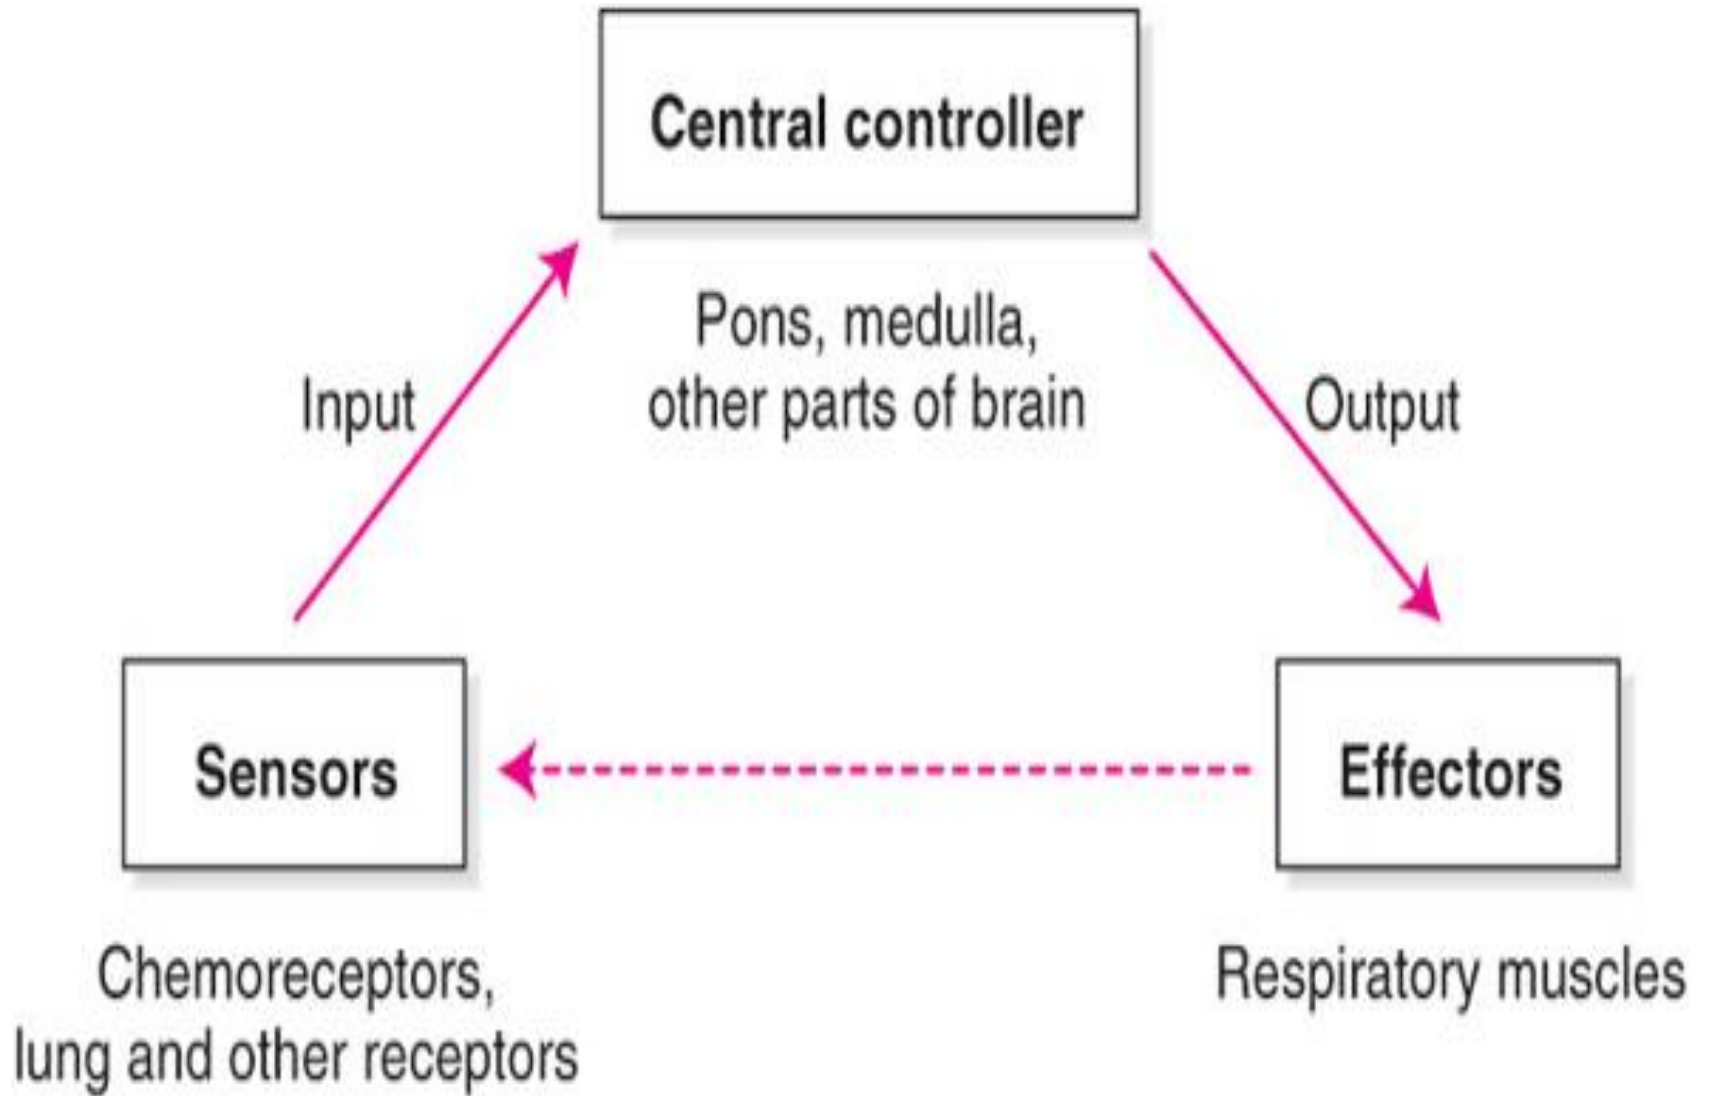 Central controller
Pons, medulla,
other parts of brain
Input
Output
Sensors
Effectors
Chemoreceptors,
lung and other receptors
Respiratory muscles